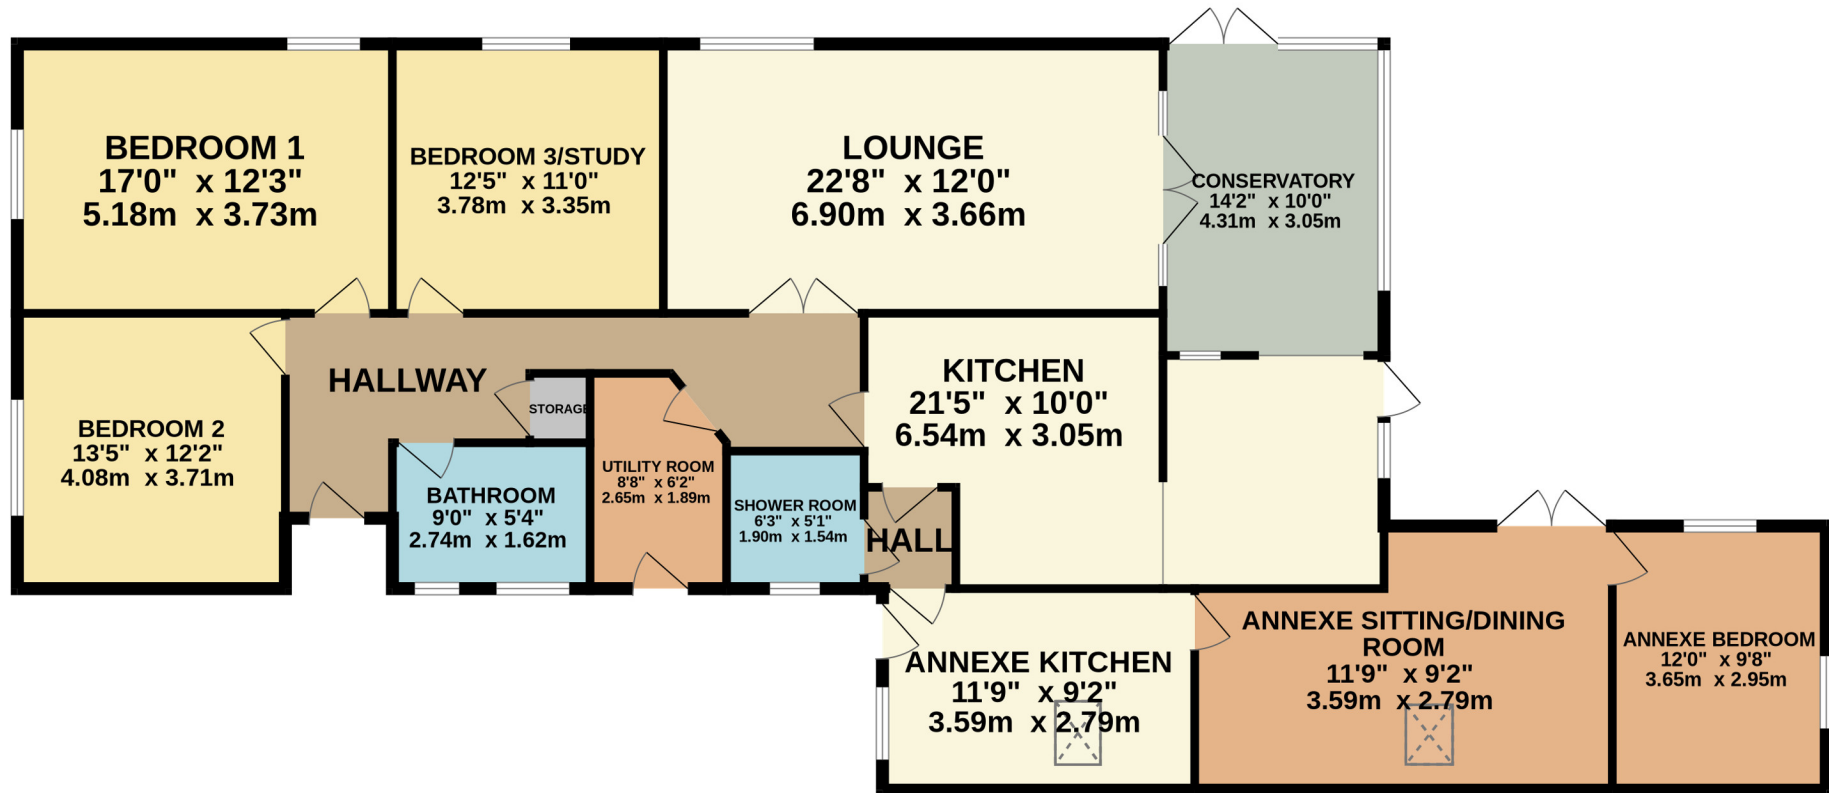 BEDROOM 1
17'0" x 12'3"
5.18m x 3.73m
BEDROOM 3/STUDY
12'5" x 11'0"
3.78m x 3.35m
LOUNGE
22'8" x 12'0"
6.90m x 3.66m
CONSERVATORY
14'2" x 10'0"
4.31m x 3.05m
HALLWAY
STORAGE
KITCHEN
21'5" x 10'0"
6.54m x 3.05m
BEDROOM 2
13'5" x 12'2"
4.08m x 3.71m
BATHROOM
9'0" x 5'4"
2.74m x 1.62m
UTILITY ROOM
8'8" x 6'2"
2.65m x 1.89m
SHOWER ROOM
6'3" x 5'1"
1.90m x 1.54m
HALL
ANNEXE KITCHEN
11'9" x 9'2"
3.59m x 2.79m
ANNEXE SITTING/DINING
ROOM
11'9" x 9'2"
3.59m x 2.79m
ANNEXE BEDROOM
12'0" x 9'8"
3.65m x 2.95m